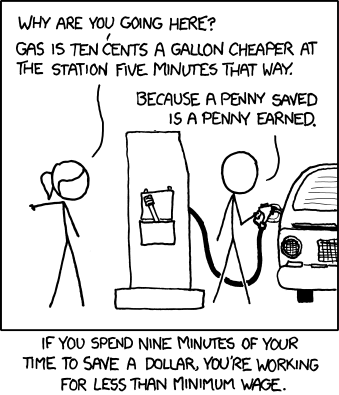 WHY ARE YOU GOING HERE?
GAS IS TEN CENTS A GALLON CHEAPER AT
THE STATION FIVE MINUTES THAT WAY.
BECAUSE A PENNY SAVED
IS A PENNY EARNED.
IF YOU SPEND NINE MINUTES OF YOUR
TIME TO SAVE A DOLLAR, YOU'RE WORKING
FOR LESS THAN MINIMUM WAGE.